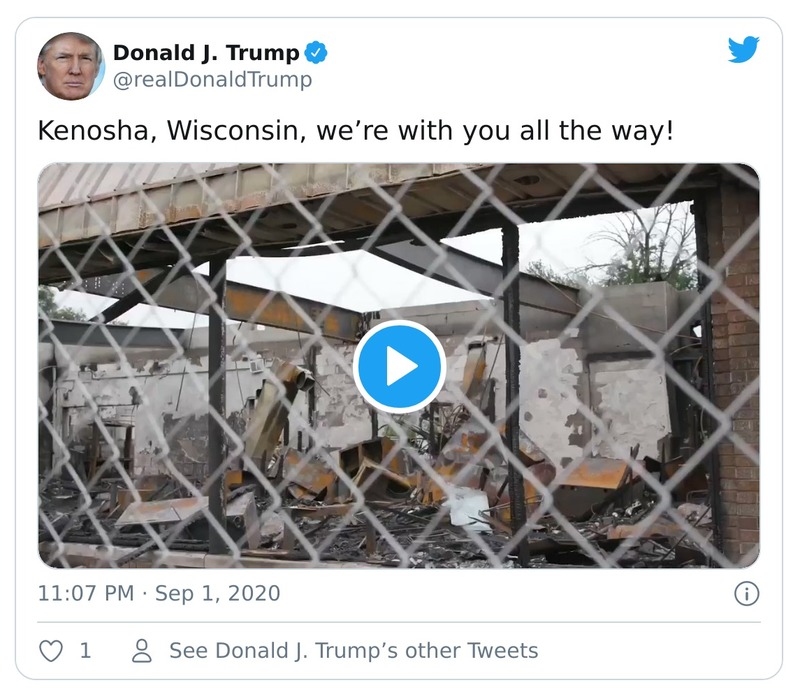 Donald J. Trump
@realDonaldTrump
Kenosha, Wisconsin, we’re with you all the way!
11:07 PM · Sep 1, 2020
1
See Donald J. Trump’s other Tweets